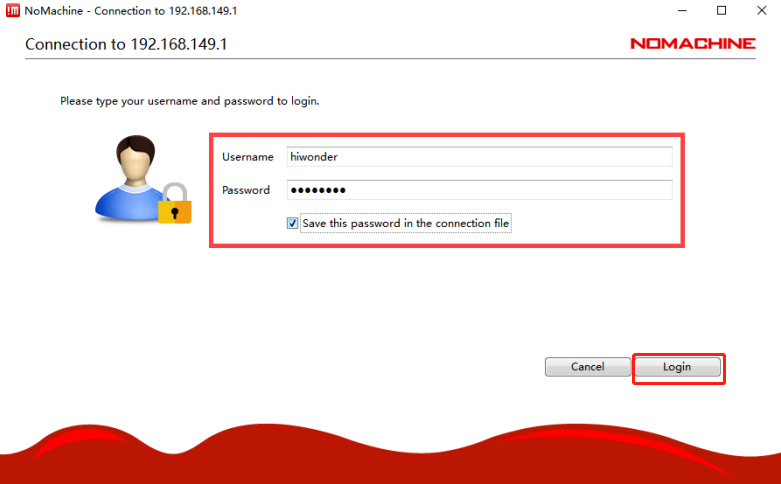 NoMachine - Connection to 192.168.149.1
Connection to 192.168.149.1
NOMACHINE
Please type your username and password to login.
Username hiwonder
Password ●●●●●●●●
Save this password in the connection file
Cancel Login